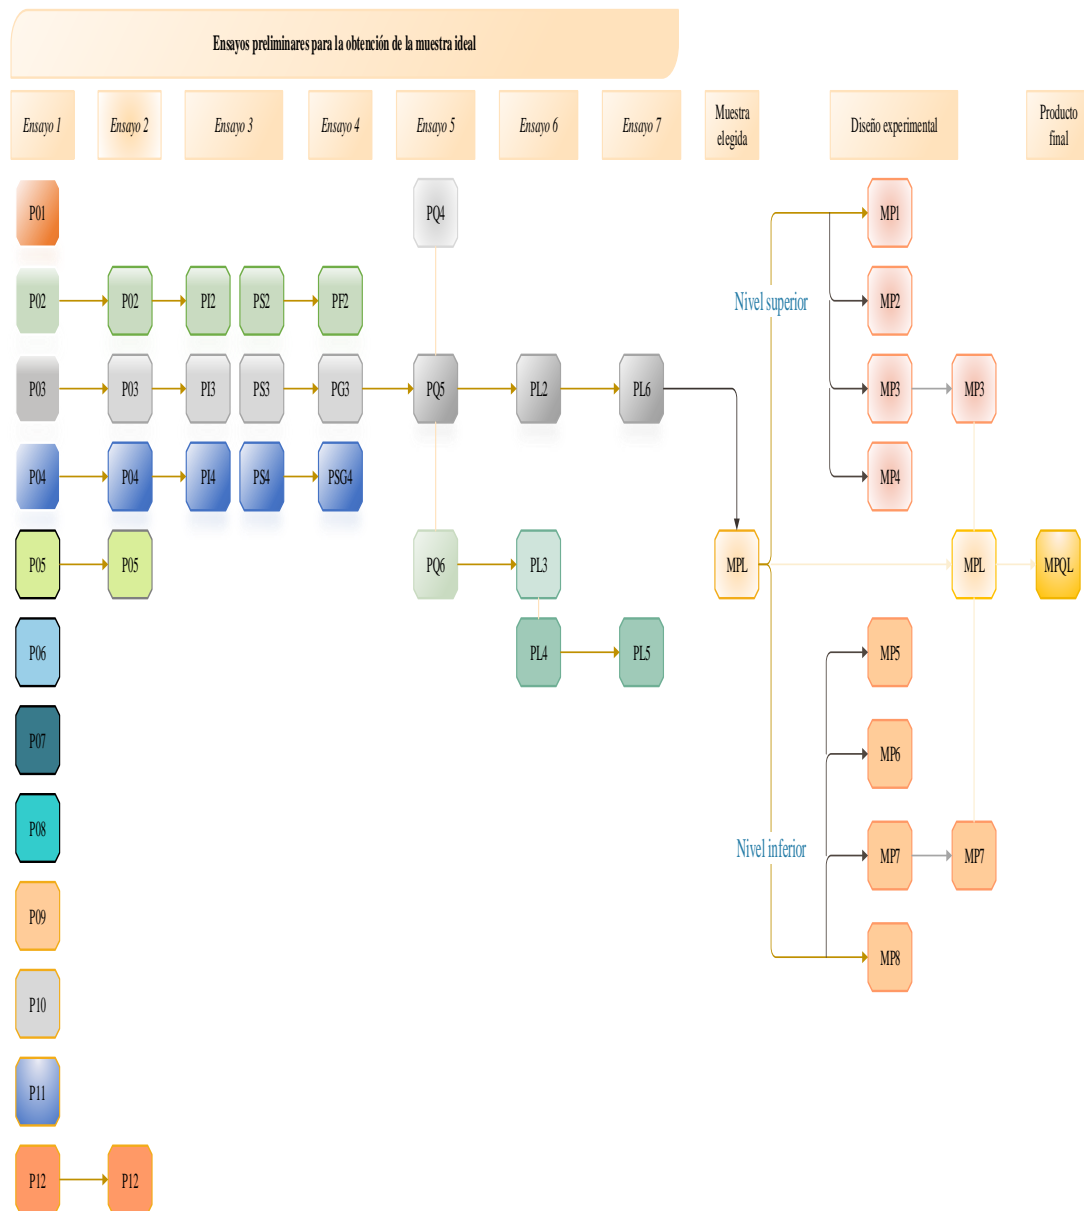 Ensayos preliminares para la obtención de la muestra ideal
Ensayo 1
Ensayo 2
Ensayo 3
Ensayo 4
Ensayo 5
Ensayo 6
Ensayo 7
Muestra
elegida
Diseño experimental
Producto
final
P01
PQ4
MP1
P02
P02
PI2
PS2
PF2
Nivel superior
MP2
P03
P03
PI3
PS3
PG3
PQ5
PL2
PL6
MP3
MP3
P04
P04
PI4
PS4
PSG4
MP4
P05
P05
PQ6
PL3
MPL
MPL
MPQL
P06
PL4
PL5
MP5
P07
MP6
P08
Nivel inferior
MP7
MP7
P09
MP8
P10
P11
P12
P12